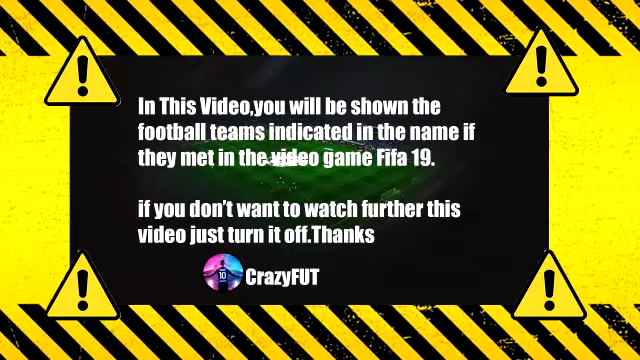 In This Video,you will be shown the
football teams indicated in the name if
they met in the video game Fifa 19.
if you don't want to watch further this
video just turn it off.Thanks
10
CrazyFUT